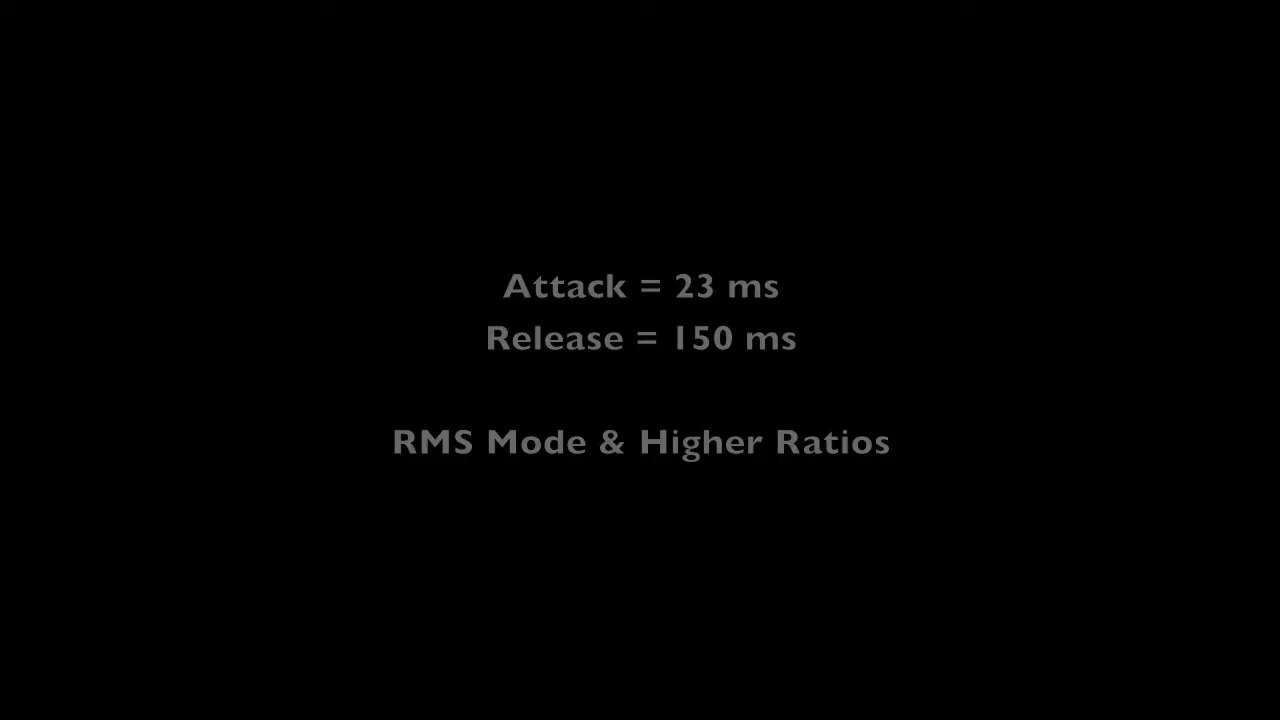 Attack = 23 ms
Release = 150 ms
RMS Mode & Higher Ratios